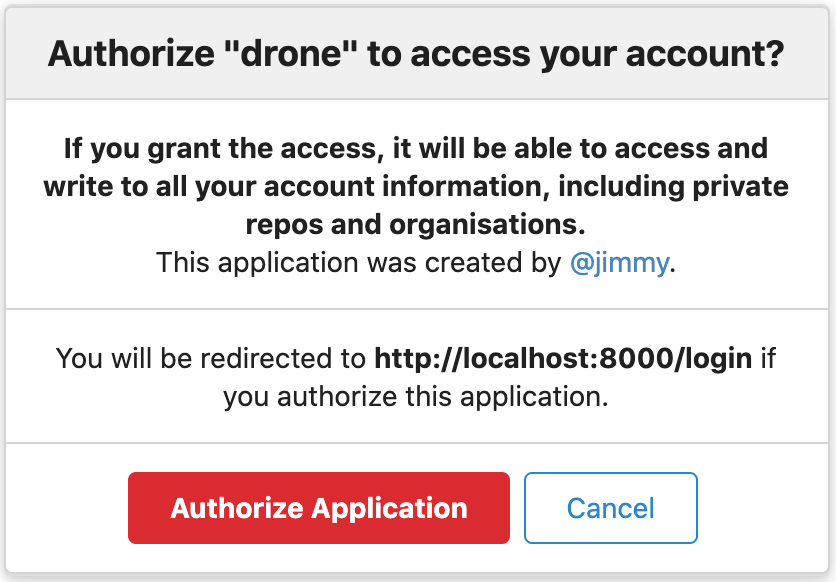 Authorize "drone" to access your account?
If you grant the access, it will be able to access and
write to all your account information, including private
repos and organisations.
This application was created by @jimmy.
You will be redirected to http://localhost:8000/login if
you authorize this application.
Authorize Application
Cancel